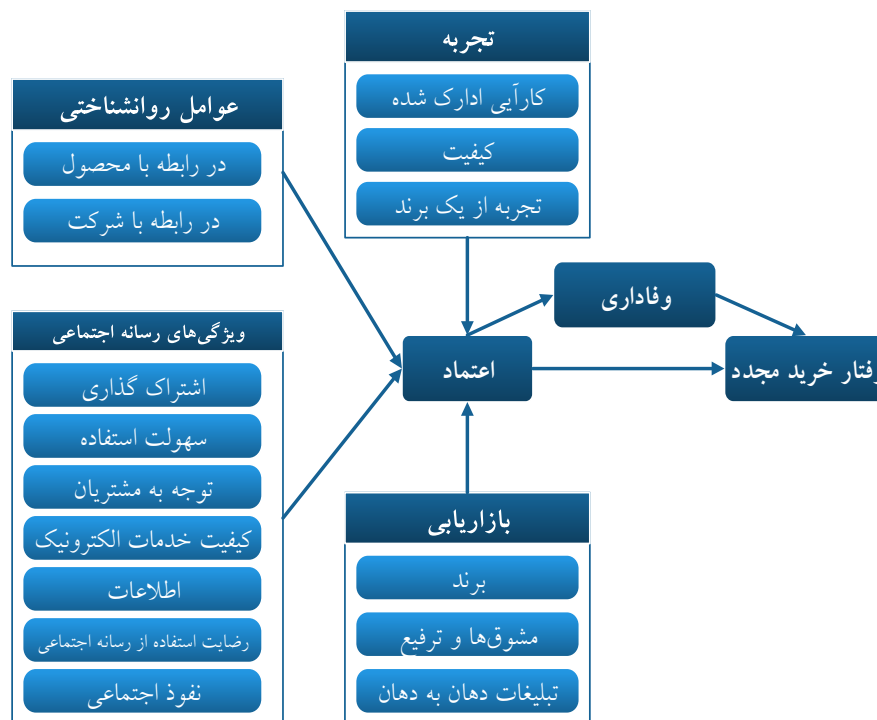 تجربه
کارآیی ادارک شده
کیفیت
تجربه از یک برند
عوامل روانشناختی
در رابطه با محصول
در رابطه با شرکت
وفاداری
اعتماد
خرید مجدد
ویژگی‌های رسانه اجتماعی
اشتراک گذاری
سهولت استفاده
توجه به مشتریان
کیفیت خدمات الکترونیک
اطلاعات
رضایت استفاده از رسانه اجتماعی
نفوذ اجتماعی
بازاریابی
برند
مشوق‌ها و ترفیع
تبلیغات دهان به دهان